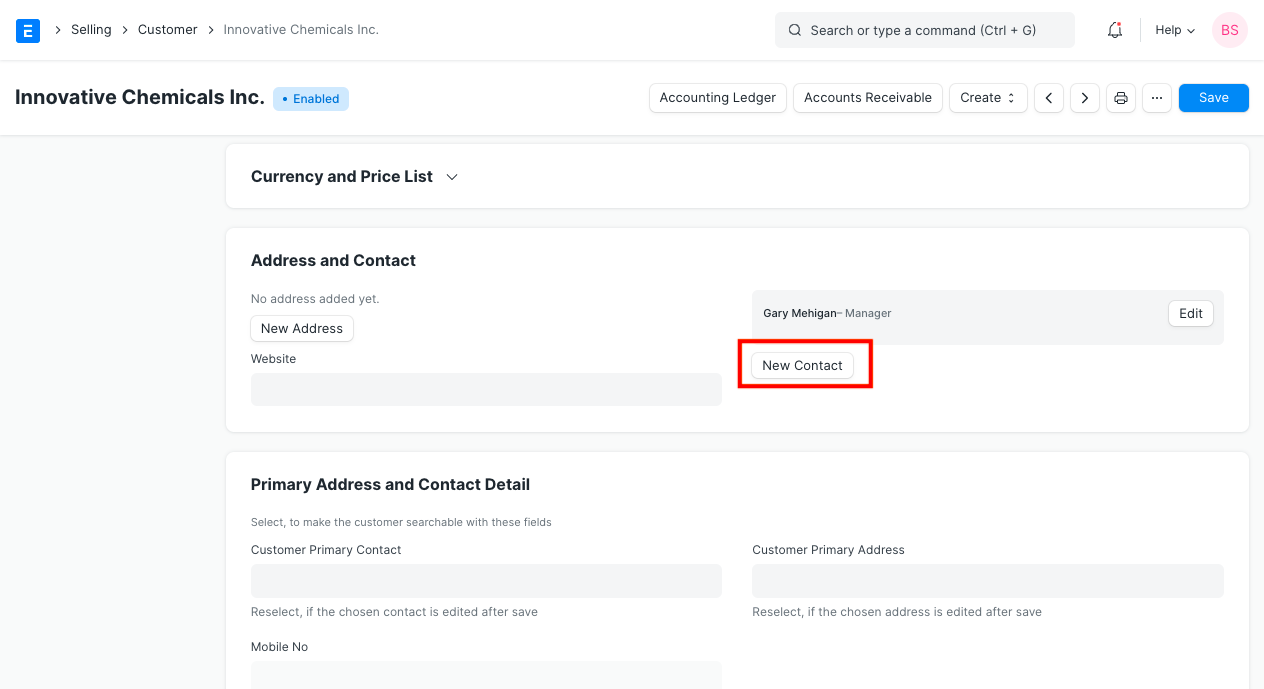 E > Selling > Customer > Innovative Chemicals Inc.
Search or type a command (Ctrl + G)
Help
BS
Innovative Chemicals Inc.
• Enabled
Accounting Ledger
Accounts Receivable
Create
...
Save
Currency and Price List
Address and Contact
No address added yet.
New Address
Website
Gary Mehigan– Manager
Edit
New Contact
Primary Address and Contact Detail
Select, to make the customer searchable with these fields
Customer Primary Contact
Customer Primary Address
Reselect, if the chosen contact is edited after save
Reselect, if the chosen address is edited after save
Mobile No